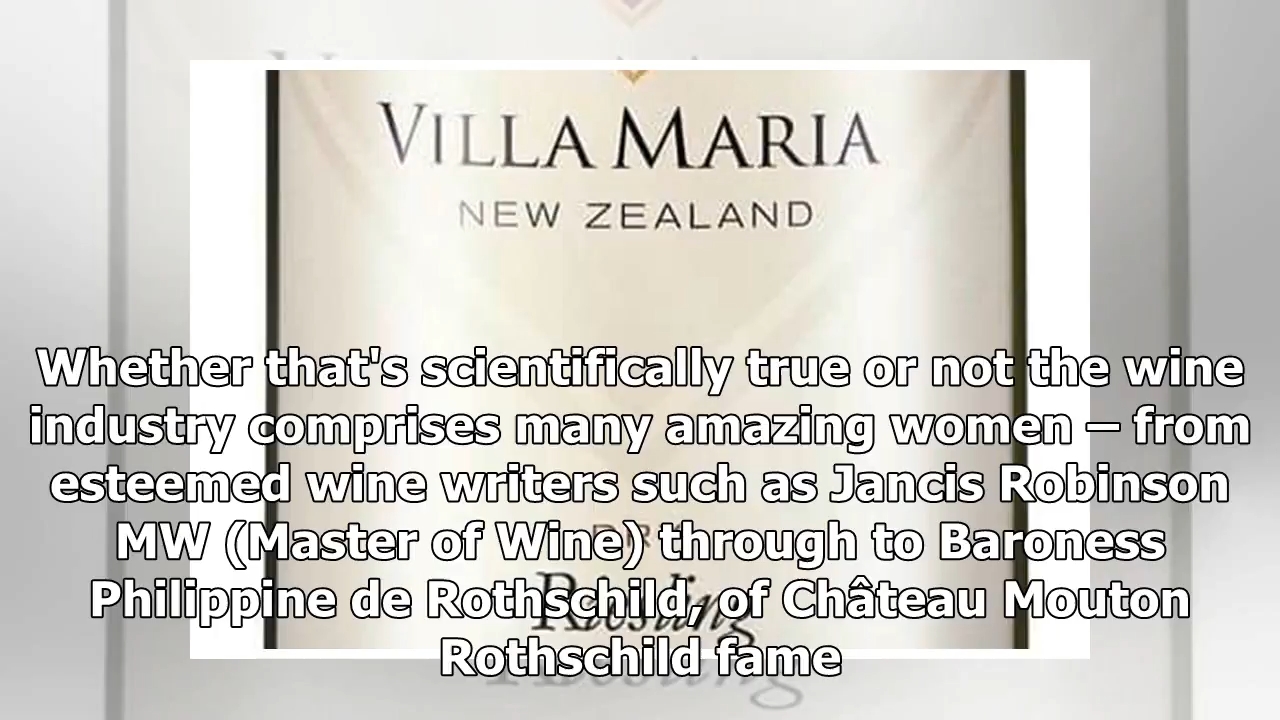 VILLA MARIA
NEW ZEALAND
Whether that's scientifically true or not the wine
industry comprises many amazing women – from
esteemed wine writers such as Jancis Robinson
MW (Master of Wine) through to Baroness
Philippine de Rothschild, of Château Mouton
Rothschild fame
Riesling